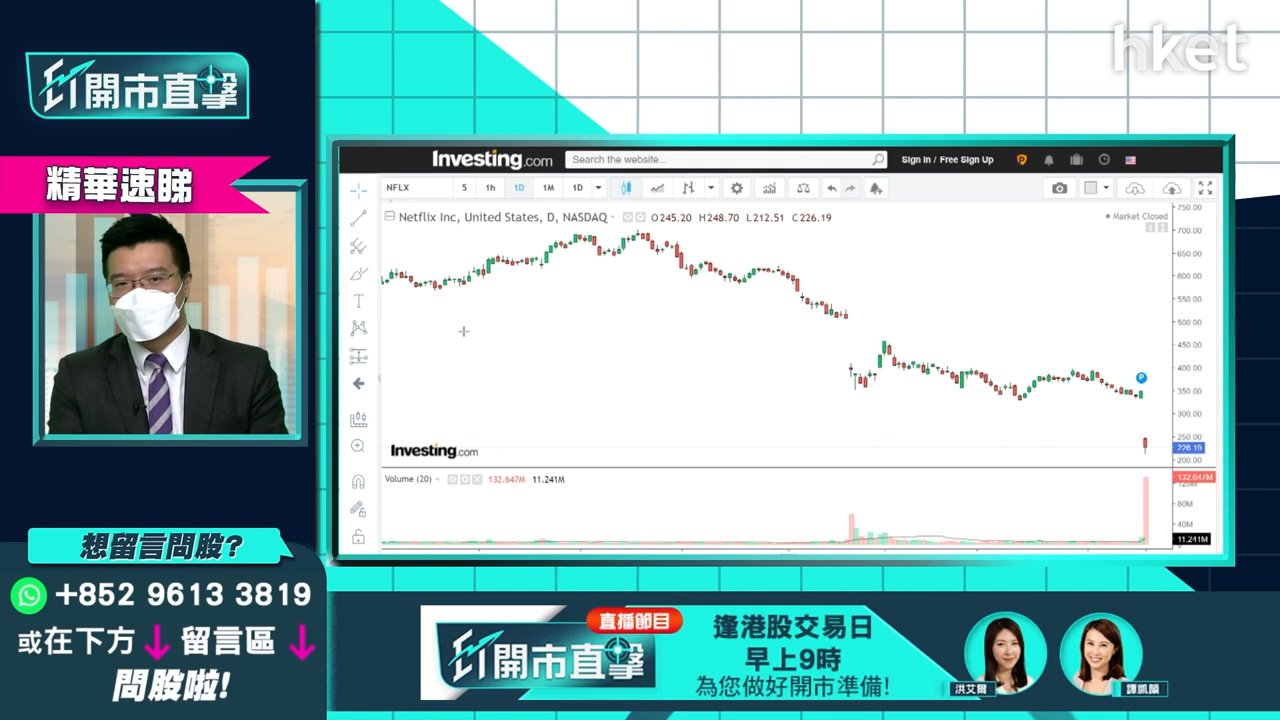 hket
ET開市直擊
精華速睇
Investing.com
Search the website...
Sign In / Free Sign Up
NFLX
5
1h
1D
1M
1D
Netflix Inc, United States, D, NASDAQ
O245.20 H248.70 L212.51 C226.19
Market Closed
750.00
700.00
650.00
600.00
550.00
500.00
450.00
400.00
350.00
300.00
250.00
226.19
200.00
P
Investing.com
Volume (20)
132.647M
11.241M
132.647M
120M
80M
40M
11.241M
想留言問股?
+852 9613 3819
或在下方 留言區
問股啦!
直播節目
ET開市直擊
逢港股交易日
早上9時
為您做好開市準備!
洪艾爾
譚凱韻